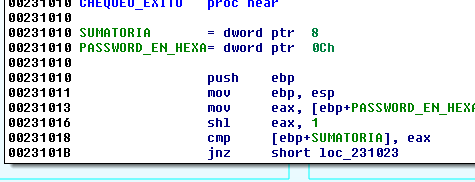 00231010 CHEQUEO_EXITO proc near
00231010
00231010 SUMATORIA = dword ptr 8
00231010 PASSWORD_EN_HEXA= dword ptr 0Ch
00231010
00231010 push ebp
00231011 mov ebp, esp
00231013 mov eax, [ebp+PASSWORD_EN_HEXA
00231016 shl eax, 1
00231018 cmp [ebp+SUMATORIA], eax
0023101B jnz short loc_231023